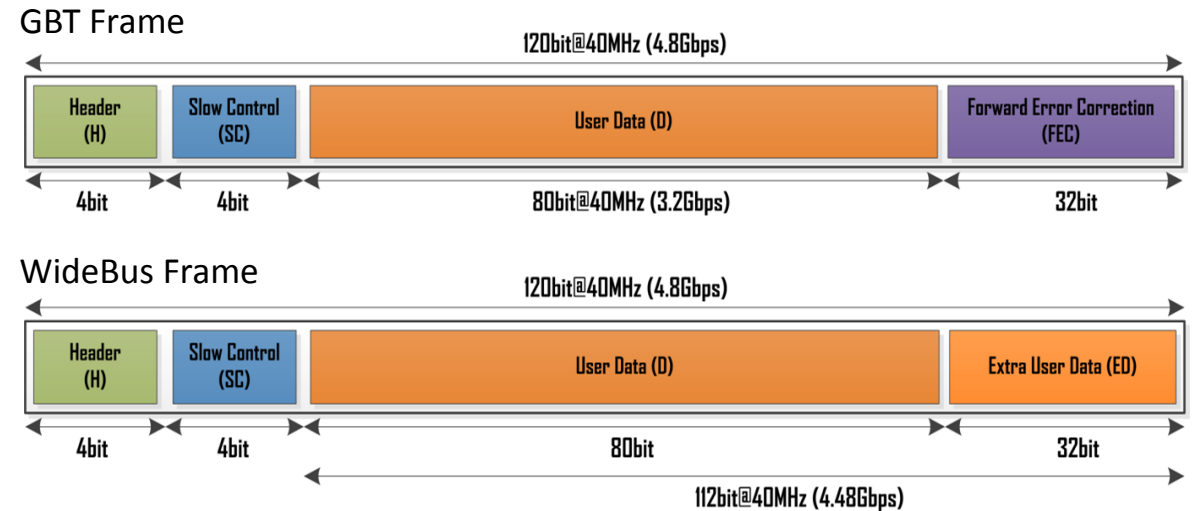 GBT Frame
120bit@40MHz (4.8Gbps)
Header
(H)
Slow Control
(SC)
User Data (D)
Forward Error Correction
(FEC)
4bit
4bit
80bit@40MHz (3.2Gbps)
32bit
WideBus Frame
120bit@40MHz (4.8Gbps)
Header
(H)
Slow Control
(SC)
User Data (D)
Extra User Data (ED)
4bit
4bit
80bit
32bit
112bit@40MHz (4.48Gbps)